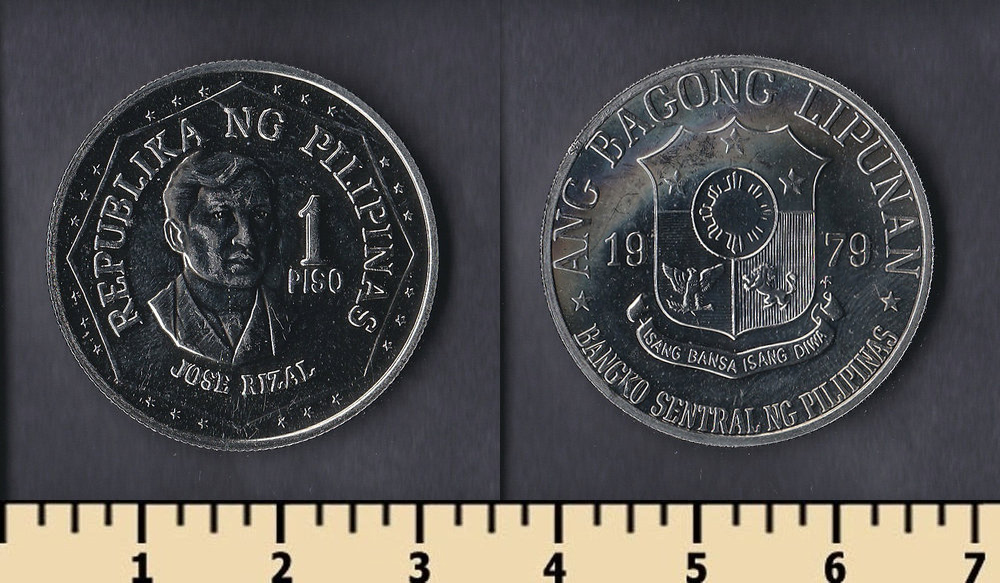 REPUBLIKA NG PILIPINAS
1
PISO
JOSE RIZAL
ANG BAGONG LIPUNAN
19 79
ISANG BANSA ISANG DIWA
BANGKO SENTRAL NG PILIPINAS
1 2 3 4 5 6 7